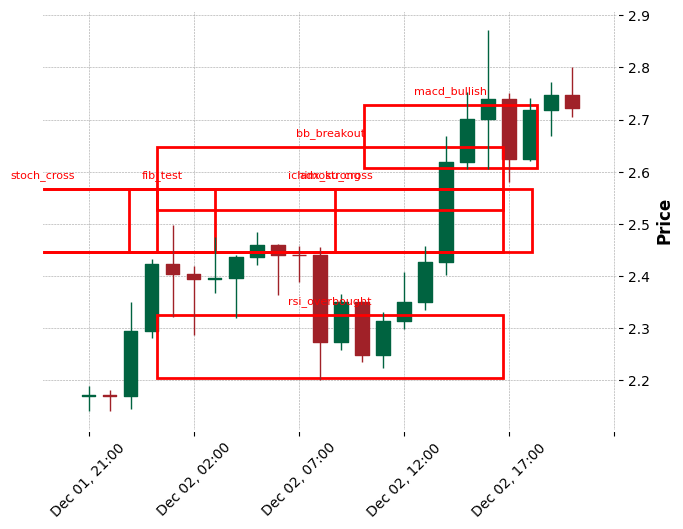 2.9
2.8
macd_bullish
2.7
bb_breakout
2.6
stoch_cross
fib_test
2.5
Price
2.4
rsi_overbought
2.3
2.2
Dec 01, 21:00
Dec 02, 02:00
Dec 02, 07:00
Dec 02, 12:00
Dec 02, 17:00